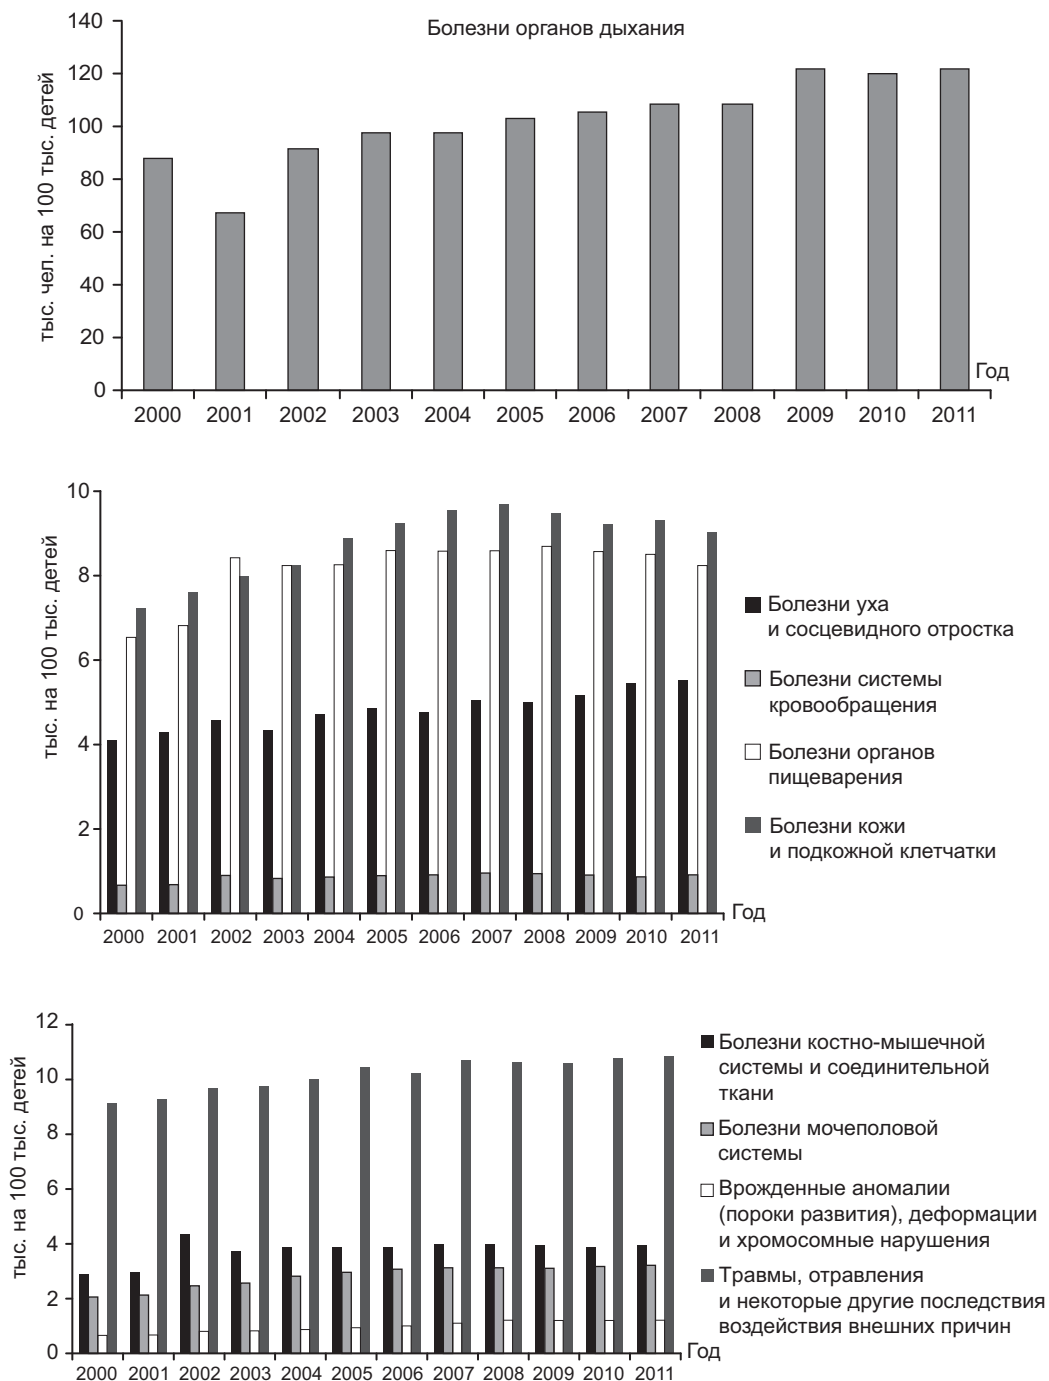 Болезни органов дыхания
тыс. чел. на 100 тыс. детей
140
120
100
80
60
40
20
0
Год
2000 2001 2002 2003 2004 2005 2006 2007 2008 2009 2010 2011
тыс. на 100 тыс. детей
10
8
6
4
2
0
Год
2000 2001 2002 2003 2004 2005 2006 2007 2008 2009 2010 2011
Болезни уха
и сосцевидного отростка
Болезни системы
кровообращения
Болезни органов
пищеварения
Болезни кожи
и подкожной клетчатки
тыс. на 100 тыс. детей
12
10
8
6
4
2
0
Год
2000 2001 2002 2003 2004 2005 2006 2007 2008 2009 2010 2011
Болезни костно-мышечной
системы и соединительной
ткани
Болезни мочеполовой
системы
Врожденные аномалии
(пороки развития), деформации
и хромосомные нарушения
Травмы, отравления
и некоторые другие последствия
воздействия внешних причин